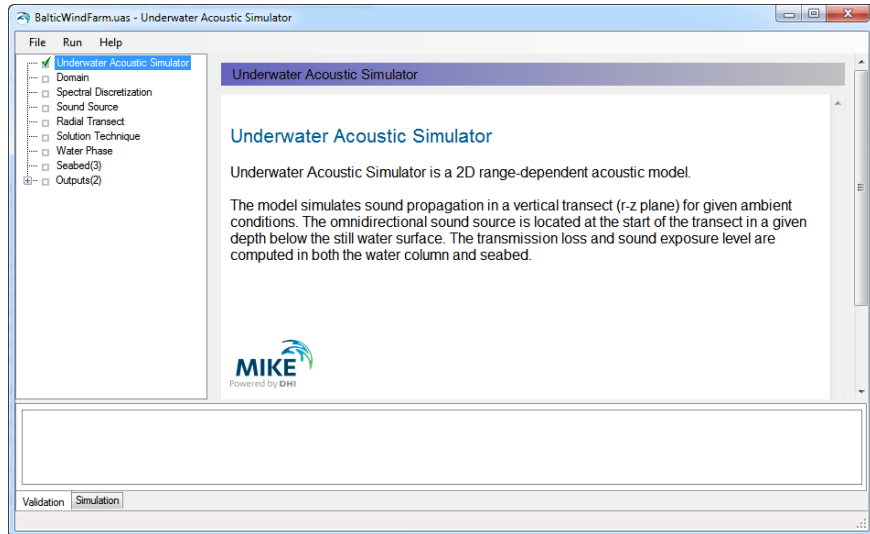 BalticWindFarm.uas - Underwater Acoustic Simulator
File Run Help
Underwater Acoustic Simulator
Domain
Spectral Discretization
Sound Source
Radial Transect
Solution Technique
Water Phase
Seabed(3)
Outputs(2)
Underwater Acoustic Simulator
Underwater Acoustic Simulator
Underwater Acoustic Simulator is a 2D range-dependent acoustic model.
The model simulates sound propagation in a vertical transect (r-z plane) for given ambient
conditions. The omnidirectional sound source is located at the start of the transect in a given
depth below the still water surface. The transmission loss and sound exposure level are
computed in both the water column and seabed.
MIKE
Powered by DHI
Validation Simulation